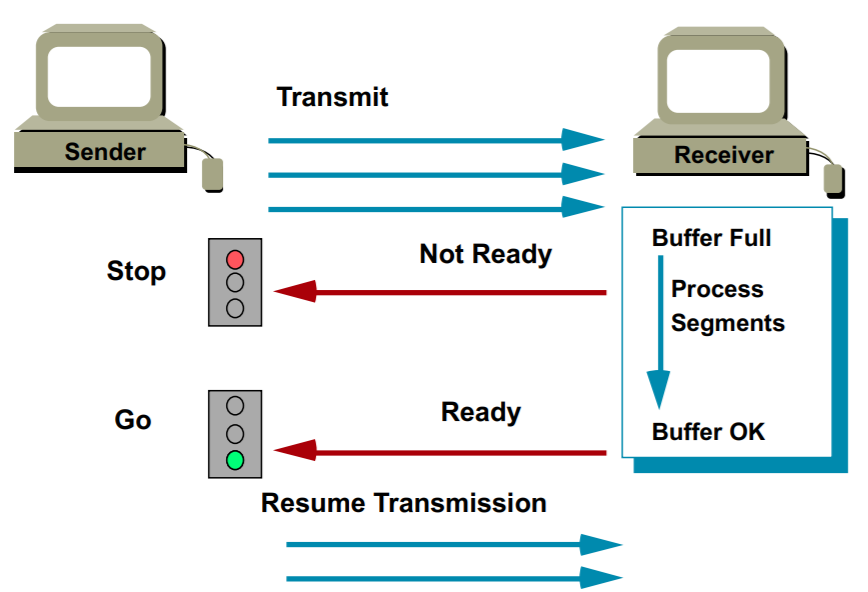 Transmit
Sender
Receiver
Buffer Full
Not Ready
Stop
Process
Segments
Go
Ready
Buffer OK
Resume Transmission